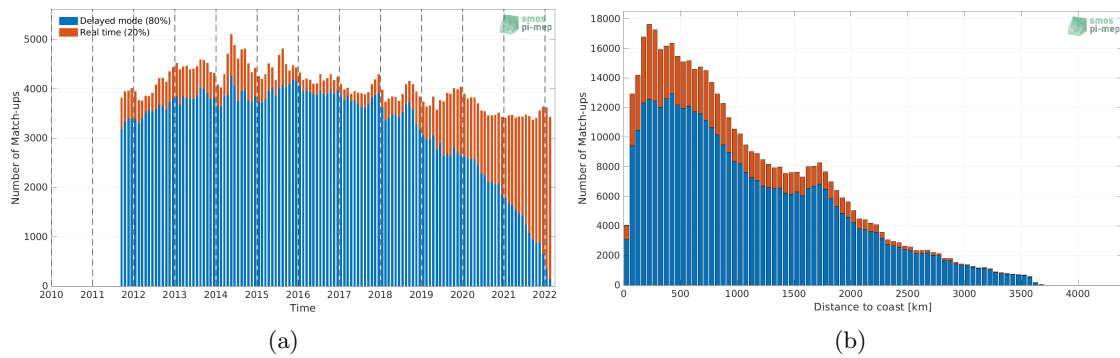 Delayed mode (80%)
Real time (20%)
smos
pi-mep
Number of Match-ups
5000
4000
3000
2000
1000
0
2010 2011 2012 2013 2014 2015 2016 2017 2018 2019 2020 2021 2022
Time
(a)
smos
pi-mep
Number of Match-ups
18000
16000
14000
12000
10000
8000
6000
4000
2000
0
0 500 1000 1500 2000 2500 3000 3500 4000
Distance to coast [km]
(b)